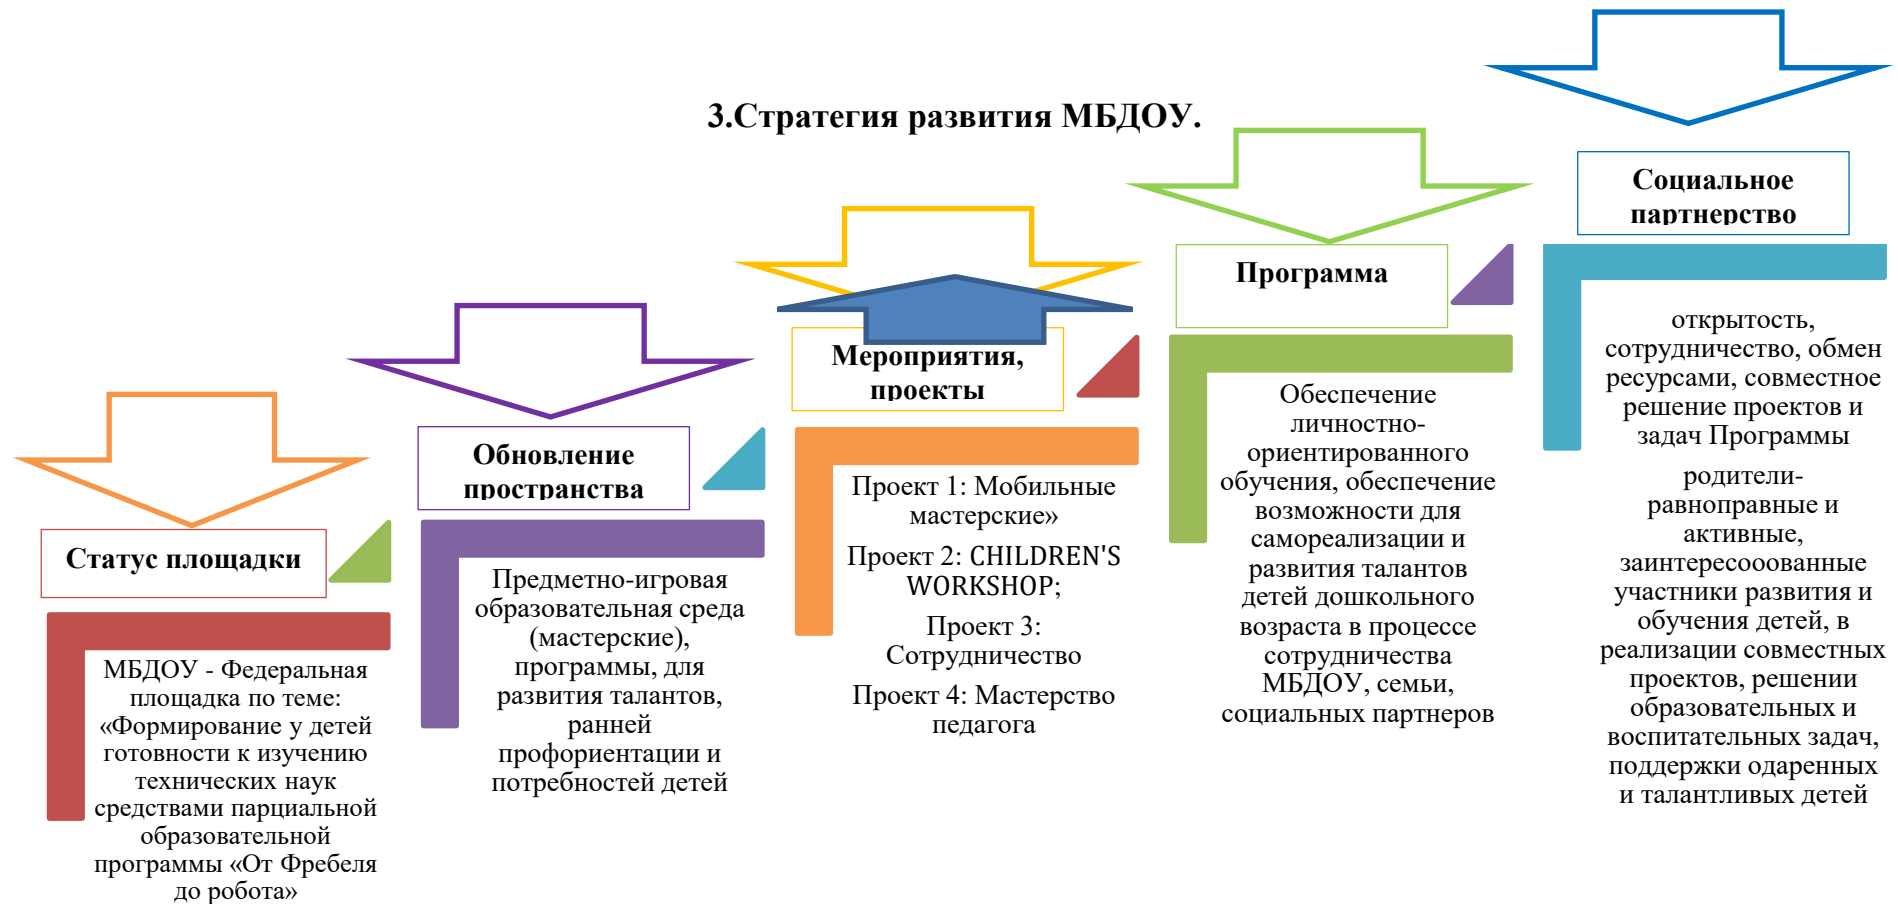 3.Стратегия развития МБДОУ.
Статус площадки
МБДОУ - Федеральная
площадка по теме:
«Формирование у детей
готовности к изучению
технических наук
средствами парциальной
образовательной
программы «От Фребеля
до робота»
Обновление
пространства
Предметно-игровая
образовательная среда
(мастерские),
программы, для
развития талантов,
ранней
профориентации и
потребностей детей
Мероприятия,
проекты
Проект 1: Мобильные
мастерские»
Проект 2: CHILDREN'S
WORKSHOP;
Проект 3:
Сотрудничество
Проект 4: Мастерство
педагога
Программа
Обеспечение
личностно-
ориентированного
обучения, обеспечение
возможности для
самореализации и
развития талантов
детей дошкольного
возраста в процессе
сотрудничества
МБДОУ, семьи,
социальных партнеров
Социальное
партнерство
открытость,
сотрудничество, обмен
ресурсами, совместное
решение проектов и
задач Программы
родители-
равноправные и
активные,
заинтересооованные
участники развития и
обучения детей, в
реализации совместных
проектов, решении
образовательных и
воспитательных задач,
поддержки одаренных
и талантливых детей